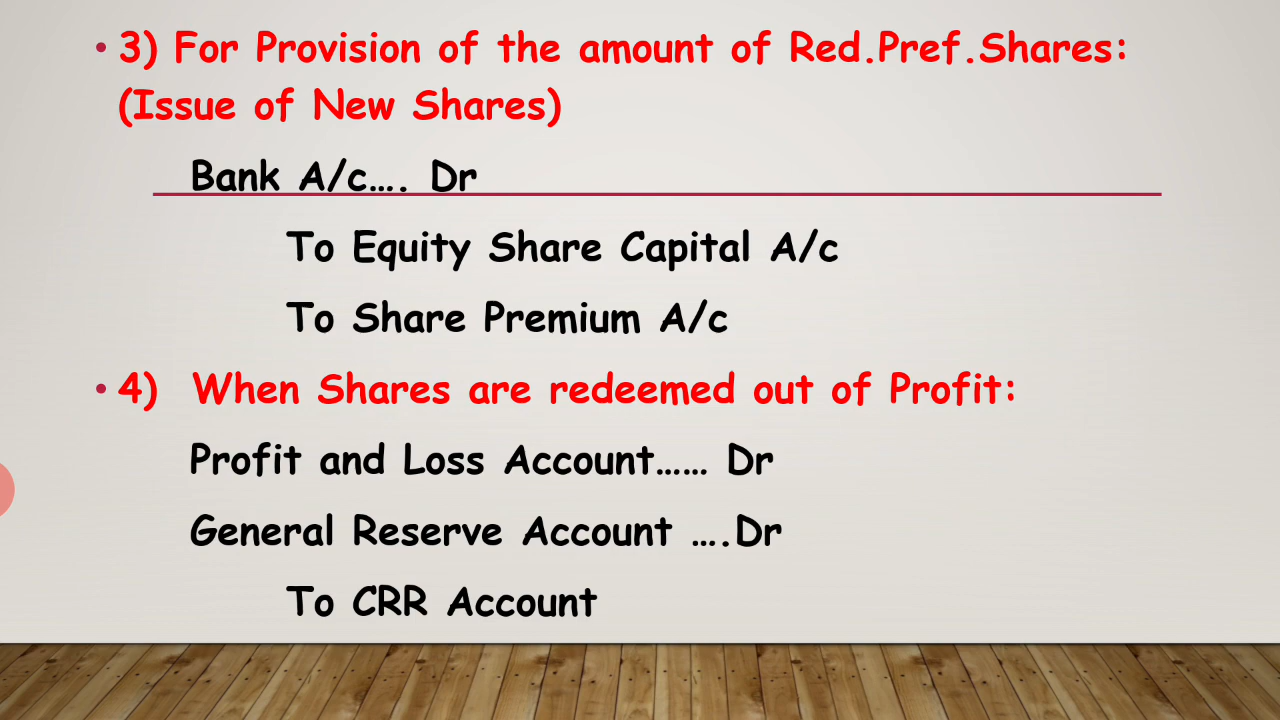 • 3) For Provision of the amount of Red.Pref.Shares:
(Issue of New Shares)
Bank A/c…. Dr
To Equity Share Capital A/c
To Share Premium A/c
• 4) When Shares are redeemed out of Profit:
Profit and Loss Account…… Dr
General Reserve Account ….Dr
To CRR Account